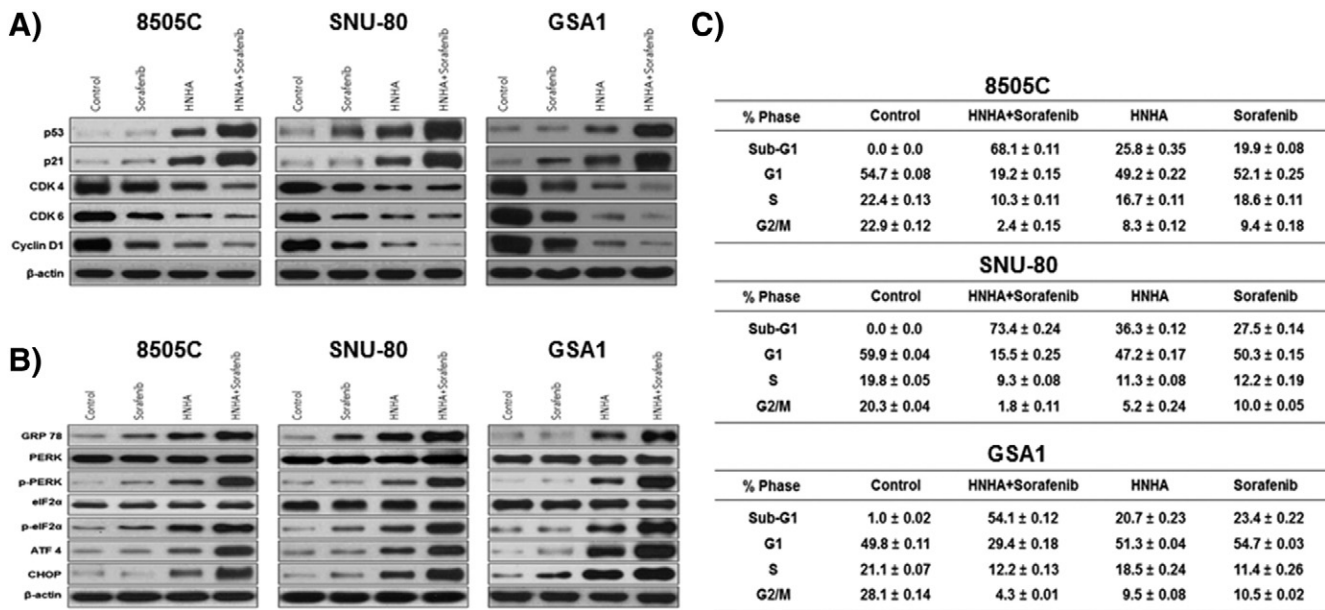 A)
8505C
SNU-80
GSA1
Control
Sorafenib
HNHA
HNHA+Sorafenib
Control
Sorafenib
HNHA
HNHA+Sorafenib
Control
Sorafenib
HNHA
HNHA+Sorafenib
p53
p21
CDK 4
CDK 6
Cyclin D1
β-actin
B)
8505C
SNU-80
GSA1
Control
Sorafenib
HNHA
HNHA+Sorafenib
Control
Sorafenib
HNHA
HNHA+Sorafenib
Control
Sorafenib
HNHA
HNHA+Sorafenib
GRP 78
PERK
p-PERK
eIF2α
p-eIF2α
ATF 4
CHOP
β-actin
C)
8505C
% Phase Control HNHA+Sorafenib HNHA Sorafenib
Sub-G1 0.0 ± 0.0 68.1 ± 0.11 25.8 ± 0.35 19.9 ± 0.08
G1 54.7 ± 0.08 19.2 ± 0.15 49.2 ± 0.22 52.1 ± 0.25
S 22.4 ± 0.13 10.3 ± 0.11 16.7 ± 0.11 18.6 ± 0.11
G2/M 22.9 ± 0.12 2.4 ± 0.15 8.3 ± 0.12 9.4 ± 0.18
SNU-80
% Phase Control HNHA+Sorafenib HNHA Sorafenib
Sub-G1 0.0 ± 0.0 73.4 ± 0.24 36.3 ± 0.12 27.5 ± 0.14
G1 59.9 ± 0.04 15.5 ± 0.25 47.2 ± 0.17 50.3 ± 0.15
S 19.8 ± 0.05 9.3 ± 0.08 11.3 ± 0.08 12.2 ± 0.19
G2/M 20.3 ± 0.04 1.8 ± 0.11 5.2 ± 0.24 10.0 ± 0.05
GSA1
% Phase Control HNHA+Sorafenib HNHA Sorafenib
Sub-G1 1.0 ± 0.02 54.1 ± 0.12 20.7 ± 0.23 23.4 ± 0.22
G1 49.8 ± 0.11 29.4 ± 0.18 51.3 ± 0.04 54.7 ± 0.03
S 21.1 ± 0.07 12.2 ± 0.13 18.5 ± 0.24 11.4 ± 0.26
G2/M 28.1 ± 0.14 4.3 ± 0.01 9.5 ± 0.08 10.5 ± 0.02